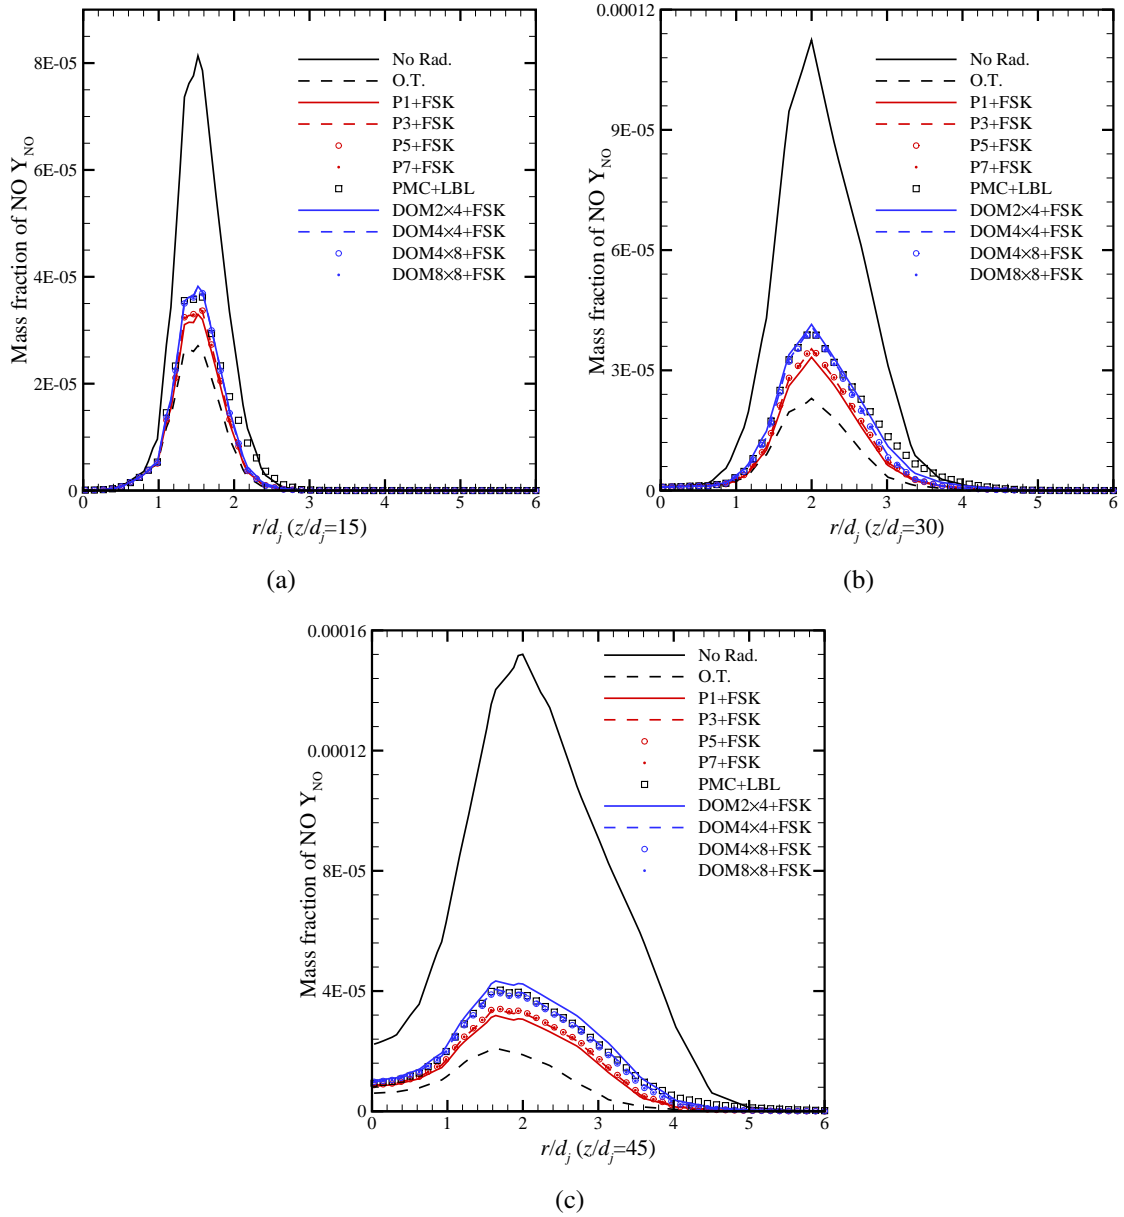 8E-05
6E-05
4E-05
2E-05
0
Mass fraction of NO Y_NO
No Rad.
O.T.
P1+FSK
P3+FSK
P5+FSK
P7+FSK
PMC+LBL
DOM2×4+FSK
DOM4×4+FSK
DOM4×8+FSK
DOM8×8+FSK
0 1 2 3 4 5 6
r/d_j (z/d_j=15)
(a)
0.00012
9E-05
6E-05
3E-05
0
Mass fraction of NO Y_NO
No Rad.
O.T.
P1+FSK
P3+FSK
P5+FSK
P7+FSK
PMC+LBL
DOM2×4+FSK
DOM4×4+FSK
DOM4×8+FSK
DOM8×8+FSK
0 1 2 3 4 5 6
r/d_j (z/d_j=30)
(b)
0.00016
0.00012
8E-05
4E-05
0
Mass fraction of NO Y_NO
No Rad.
O.T.
P1+FSK
P3+FSK
P5+FSK
P7+FSK
PMC+LBL
DOM2×4+FSK
DOM4×4+FSK
DOM4×8+FSK
DOM8×8+FSK
0 1 2 3 4 5 6
r/d_j (z/d_j=45)
(c)